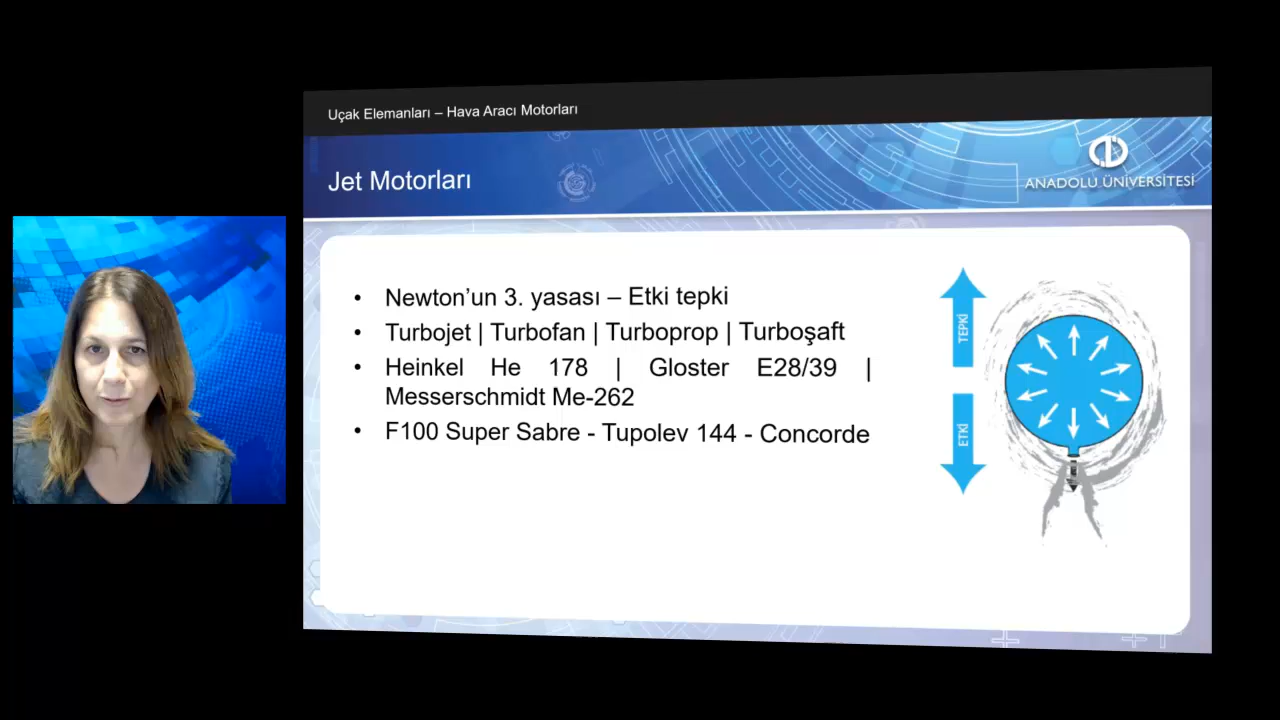 Uçak Elemanları – Hava Aracı Motorları
Jet Motorları
ANADOLU ÜNİVERSİTESİ
• Newton’un 3. yasası – Etki tepki
• Turbojet | Turbofan | Turboprop | Turboşaft
• Heinkel He 178 | Gloster E28/39 |
Messerschmidt Me-262
• F100 Super Sabre - Tupolev 144 - Concorde
TEPKİ
ETKİ